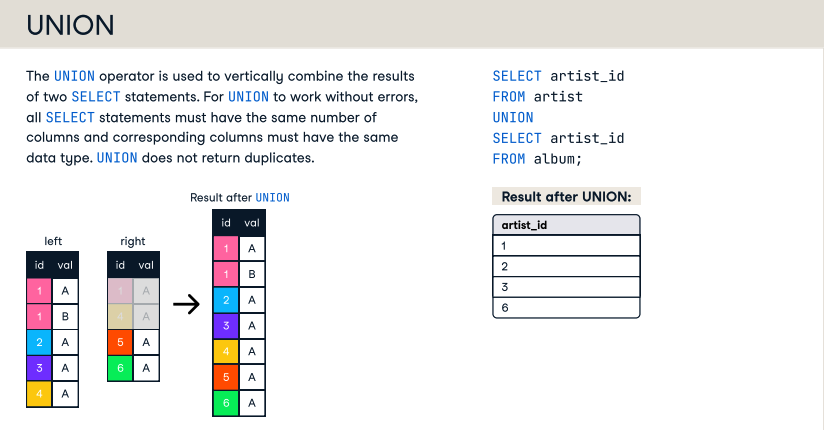 UNION
The UNION operator is used to vertically combine the results
of two SELECT statements. For UNION to work without errors,
all SELECT statements must have the same number of
columns and corresponding columns must have the same
data type. UNION does not return duplicates.
SELECT artist_id
FROM artist
UNION
SELECT artist_id
FROM album;
left
id val
1 A
1 B
2 A
3 A
4 A
right
id val
1 A
4 A
5 A
6 A
Result after UNION
id val
1 A
1 B
2 A
3 A
4 A
5 A
6 A
Result after UNION:
artist_id
1
2
3
6